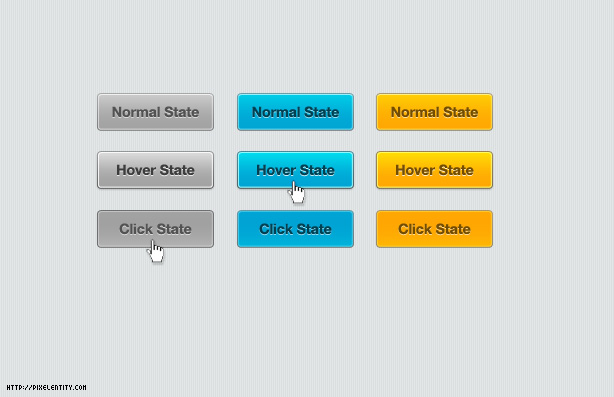 Normal State Normal State Normal State
Hover State Hover State Hover State
Click State Click State Click State
HTTP://PIXELENTITY.COM